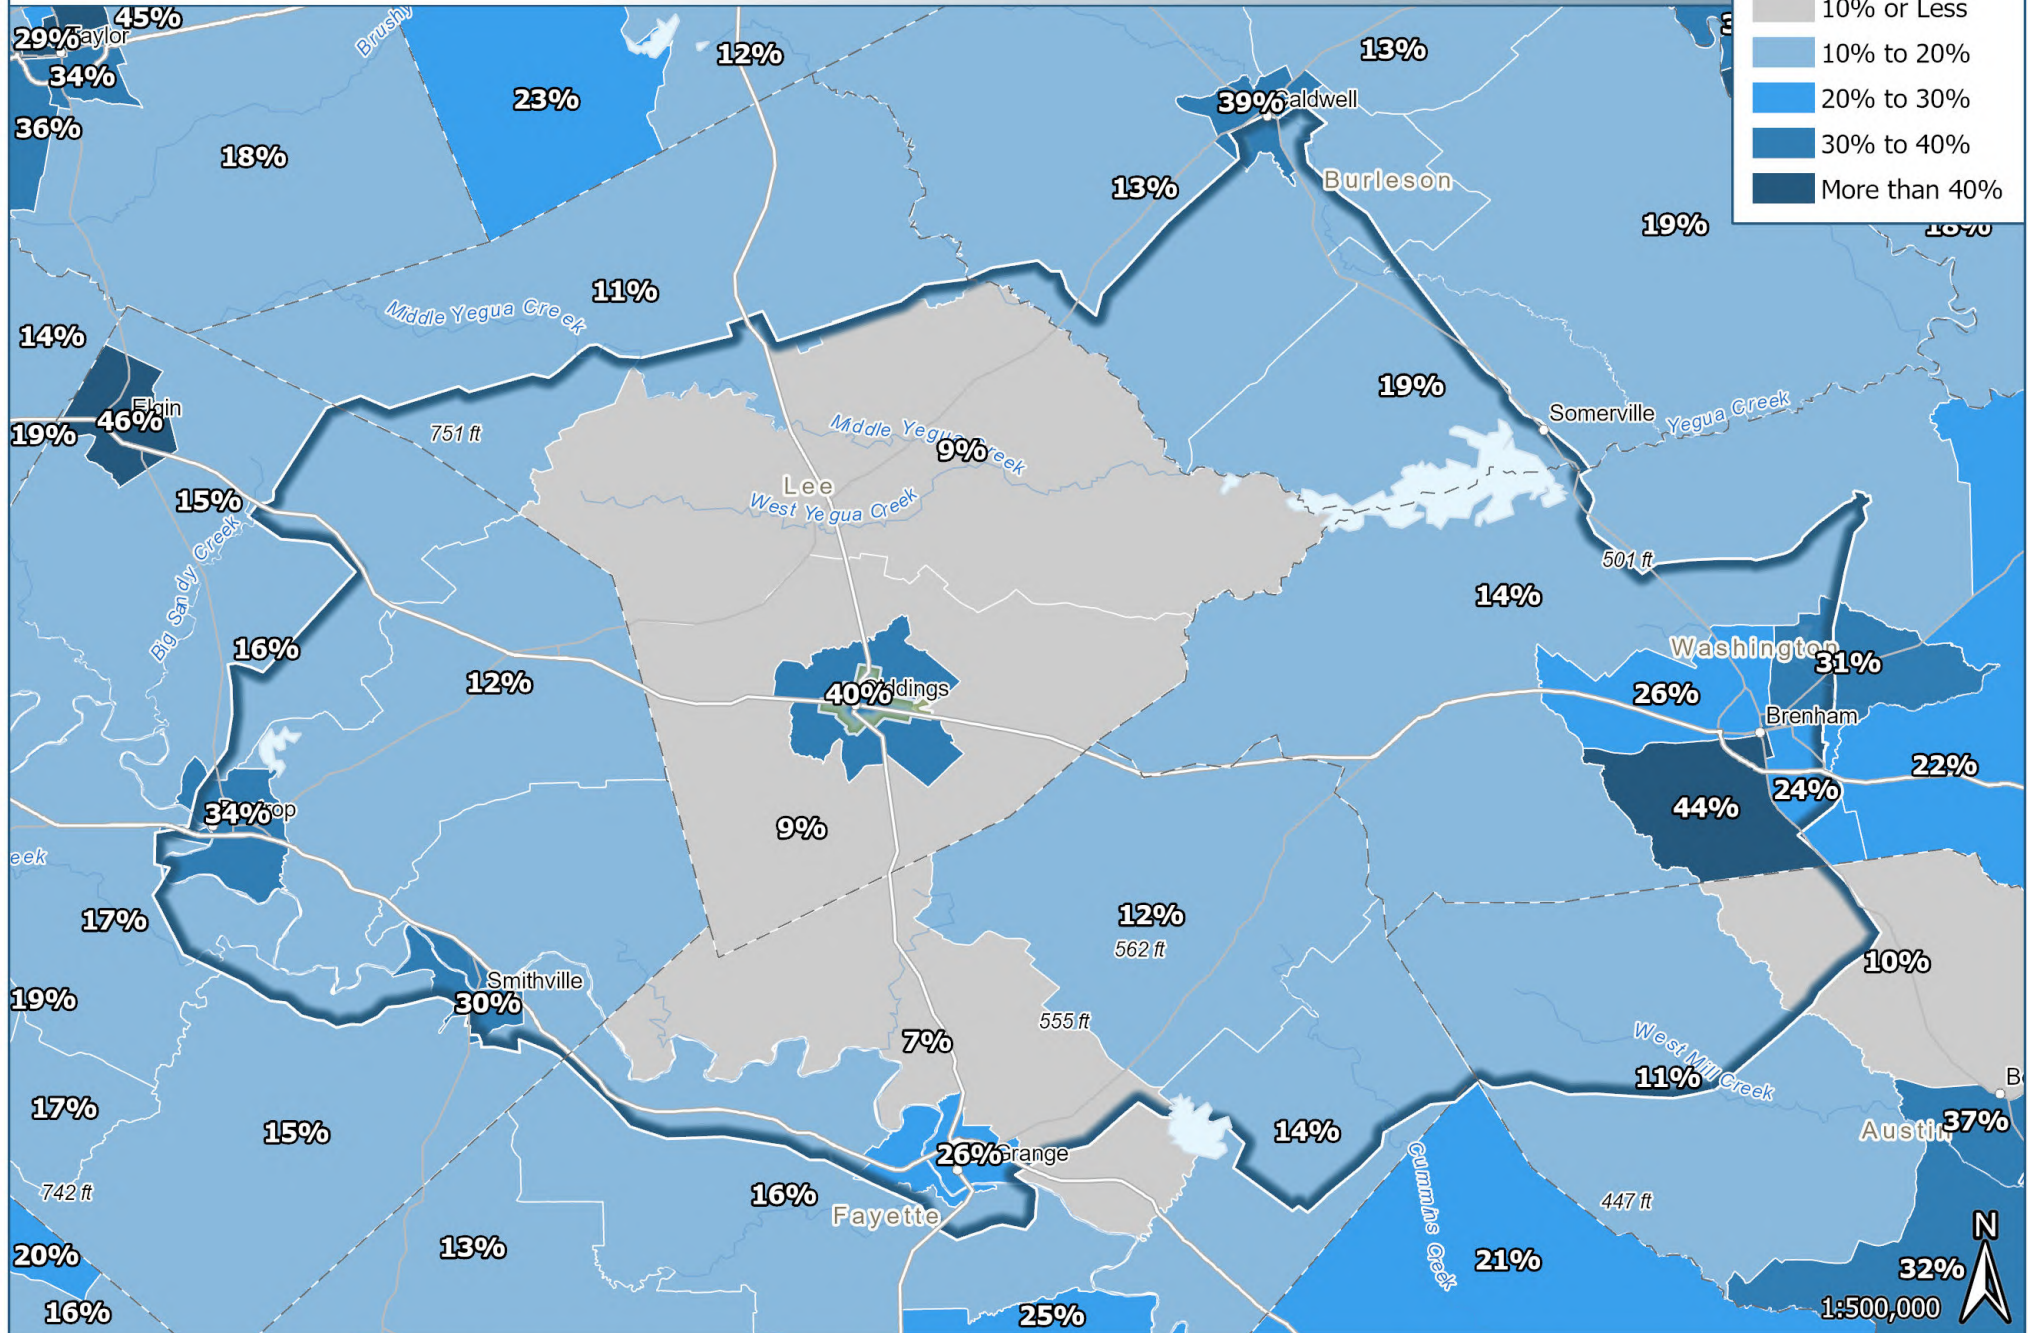 10% or Less
10% to 20%
20% to 30%
30% to 40%
More than 40%
45%
29%
Taylor
34%
36%
Brushy
23%
12%
13%
39%
Caldwell
18%
13%
Burleson
19%
18%
11%
Middle Yegua Creek
14%
Elgin
46%
19%
751 ft
Middle Yegua Creek
9%
19%
Somerville
Yegua Creek
Lee
West Yegua Creek
15%
Big Sandy Creek
501 ft
14%
16%
12%
40%
Giddings
Washington
31%
26%
Brenham
22%
24%
44%
34%
rop
9%
eek
17%
12%
562 ft
10%
Smithville
30%
19%
555 ft
7%
West Mill Creek
11%
B
17%
15%
14%
37%
Austin
26%
Grange
742 ft
16%
Fayette
Cummins Creek
447 ft
13%
20%
21%
32%
N
16%
25%
1:500,000